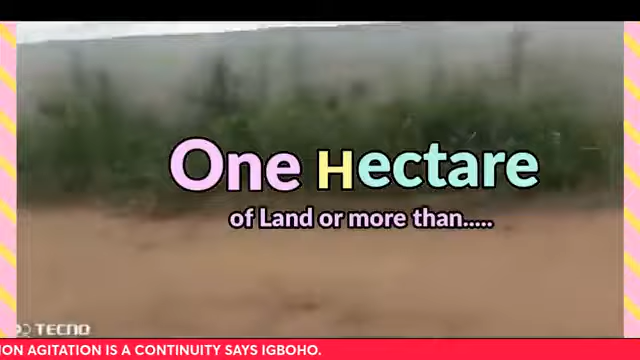 One Hectare
of Land or more than.....
TECNO
ION AGITATION IS A CONTINUITY SAYS IGBOHO.